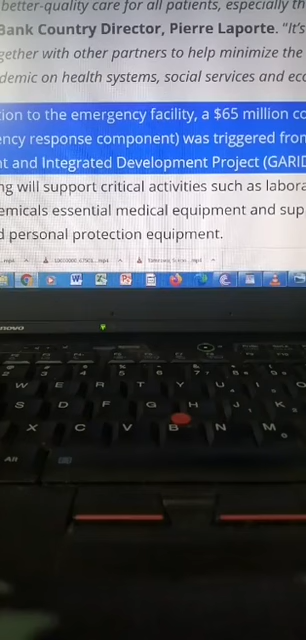 better-quality care for all patients, especially th
Bank Country Director, Pierre Laporte. "It's
gether with other partners to help minimize the
demic on health systems, social services and eco
tion to the emergency facility, a $65 million co
ency response component) was triggered from
nt and Integrated Development Project (GARID
ng will support critical activities such as labora
emicals essential medical equipment and sup
d personal protection equipment.
novo
W E R T Y U I O
S D F G H J K
X C V B N M
Alt